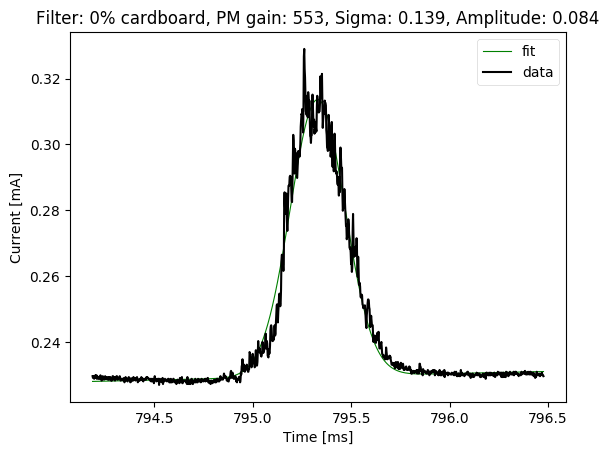 Filter: 0% cardboard, PM gain: 553, Sigma: 0.139, Amplitude: 0.084
fit
data
0.32
0.30
0.28
0.26
0.24
Current [mA]
794.5
795.0
795.5
796.0
796.5
Time [ms]